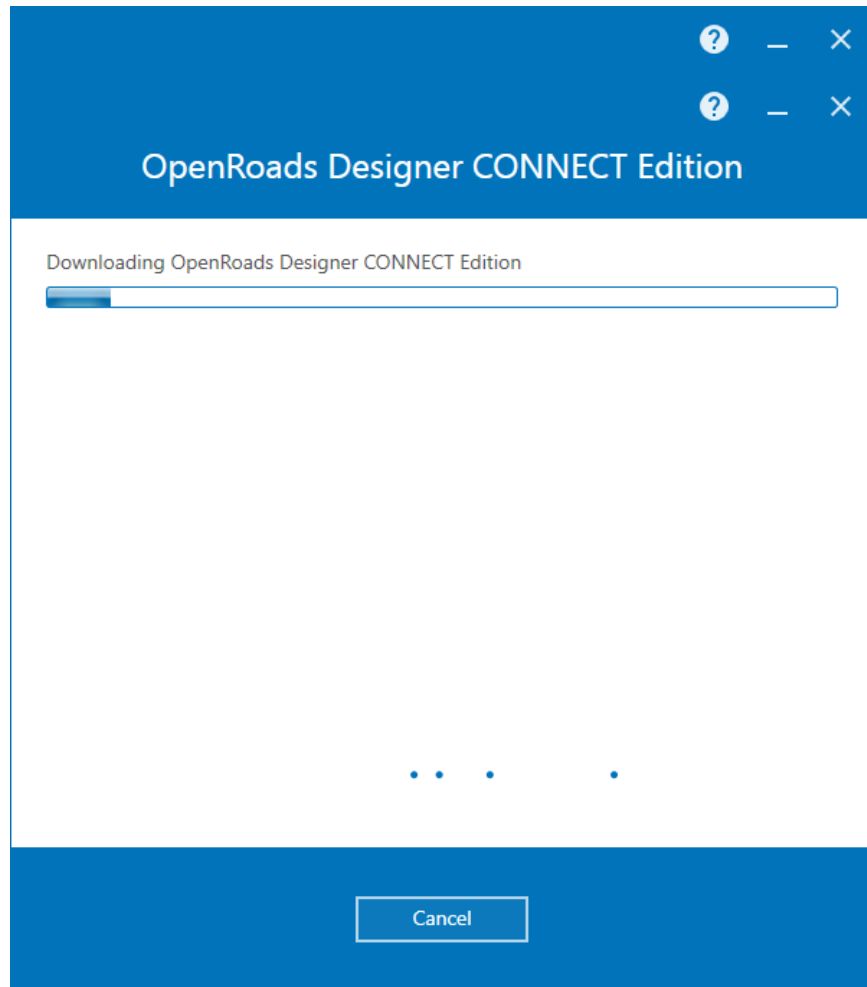 ?
?
OpenRoads Designer CONNECT Edition
Downloading OpenRoads Designer CONNECT Edition
Cancel